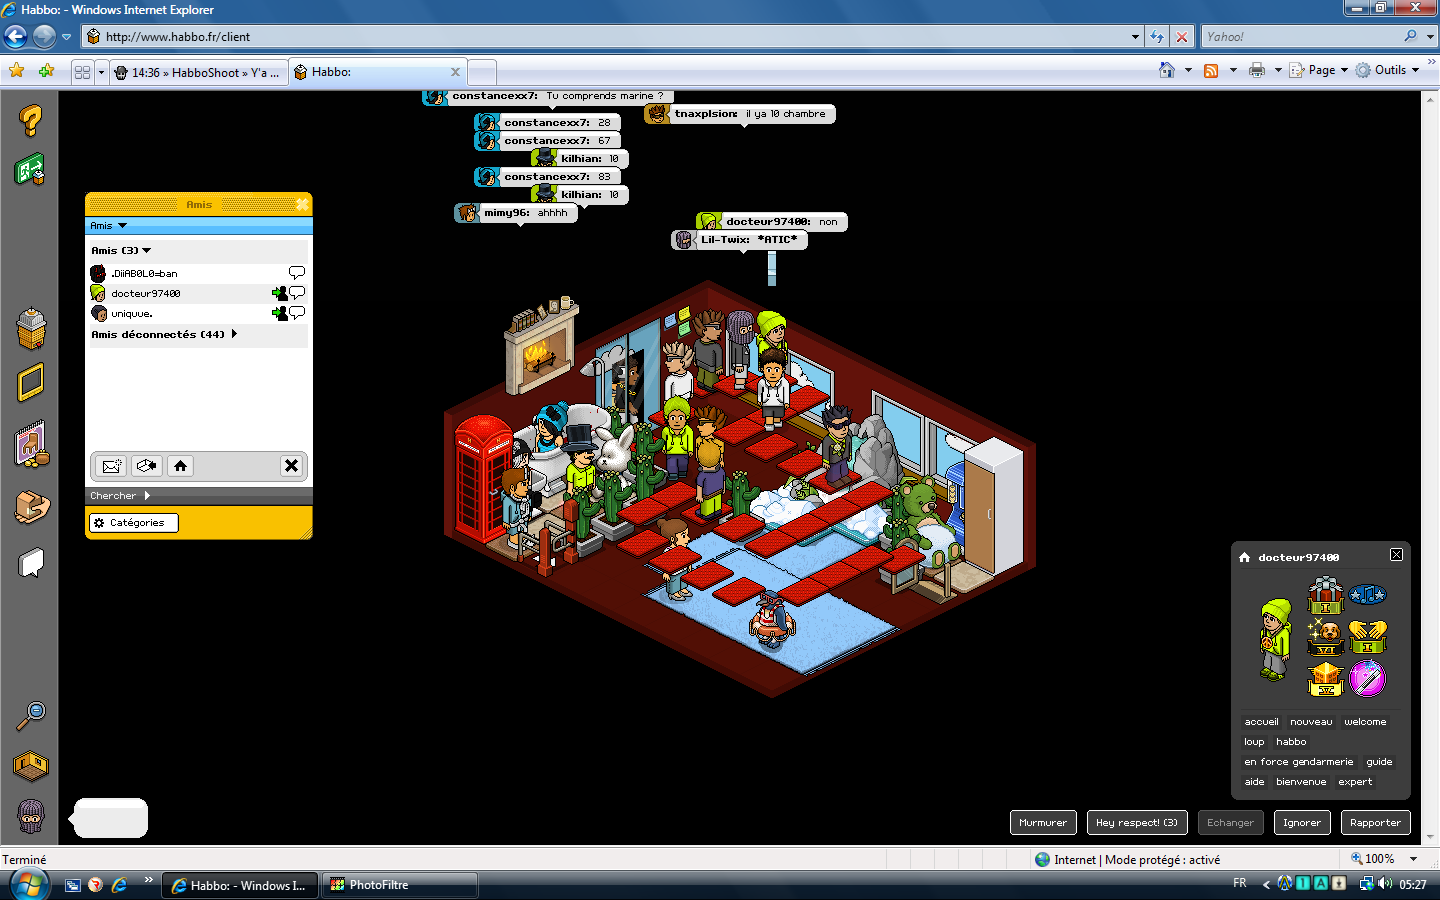 Habbo: - Windows Internet Explorer
http://www.habbo.fr/client
Yahoo!
14:36 » HabboShoot » Y'a ...
Habbo:
Page
Outils
constancexx7: Tu comprends marine ?
tnaxplsion: il ya 10 chambre
constancexx7: 28
constancexx7: 67
kilhian: 10
constancexx7: 83
kilhian: 10
mimy96: ahhhh
docteur97400: non
Lil-Twix: *ATIC*
Amis
Amis
Amis (3)
.DiiAB0L0=ban
docteur97400
uniquue.
Amis déconnectés (44)
Chercher
Catégories
docteur97400
I
VI
I
IV
accueil nouveau welcome
loup habbo
en force gendarmerie guide
aide bienvenue expert
Murmurer
Hey respect! (3)
Echanger
Ignorer
Rapporter
Terminé
Internet | Mode protégé : activé
100%
Habbo: - Windows I...
PhotoFiltre
FR
05:27